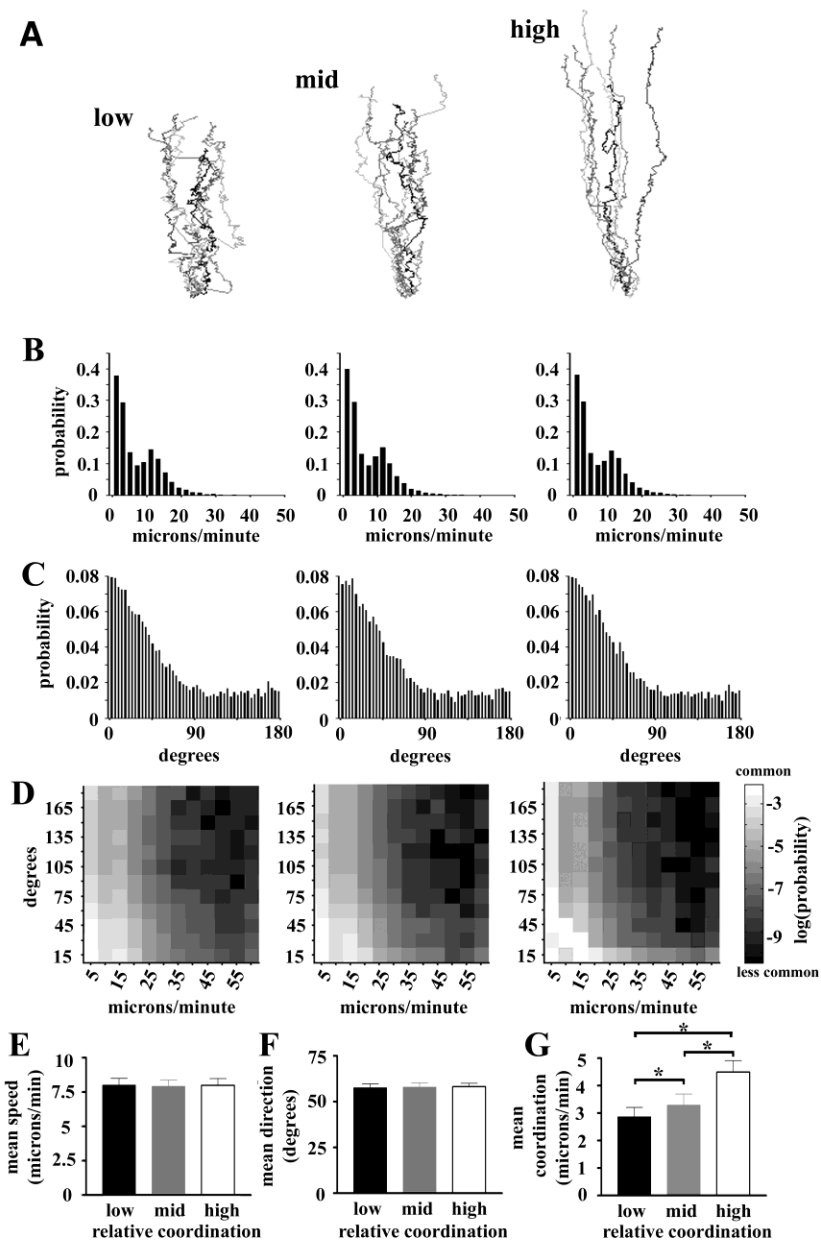 A
low
mid
high
B
probability
0.4
0.3
0.2
0.1
0
0 10 20 30 40 50
microns/minute
0.4
0.3
0.2
0.1
0
0 10 20 30 40 50
microns/minute
0.4
0.3
0.2
0.1
0
0 10 20 30 40 50
microns/minute
C
probability
0.08
0.06
0.04
0.02
0
0 90 180
degrees
0.08
0.06
0.04
0.02
0
0 90 180
degrees
0.08
0.06
0.04
0.02
0
0 90 180
degrees
D
degrees
165
135
105
75
45
15
5 15 25 35 45 55
microns/minute
165
135
105
75
45
15
5 15 25 35 45 55
microns/minute
165
135
105
75
45
15
5 15 25 35 45 55
microns/minute
common
-3
-5
-7
-9
less common
log(probability)
E
mean speed
(microns/min)
10
7.5
5
2.5
0
low mid high
relative coordination
F
mean direction
(degrees)
75
50
25
0
low mid high
relative coordination
G
mean
coordination
(microns/min)
5
4
3
2
1
0
*
*
*
low mid high
relative coordination